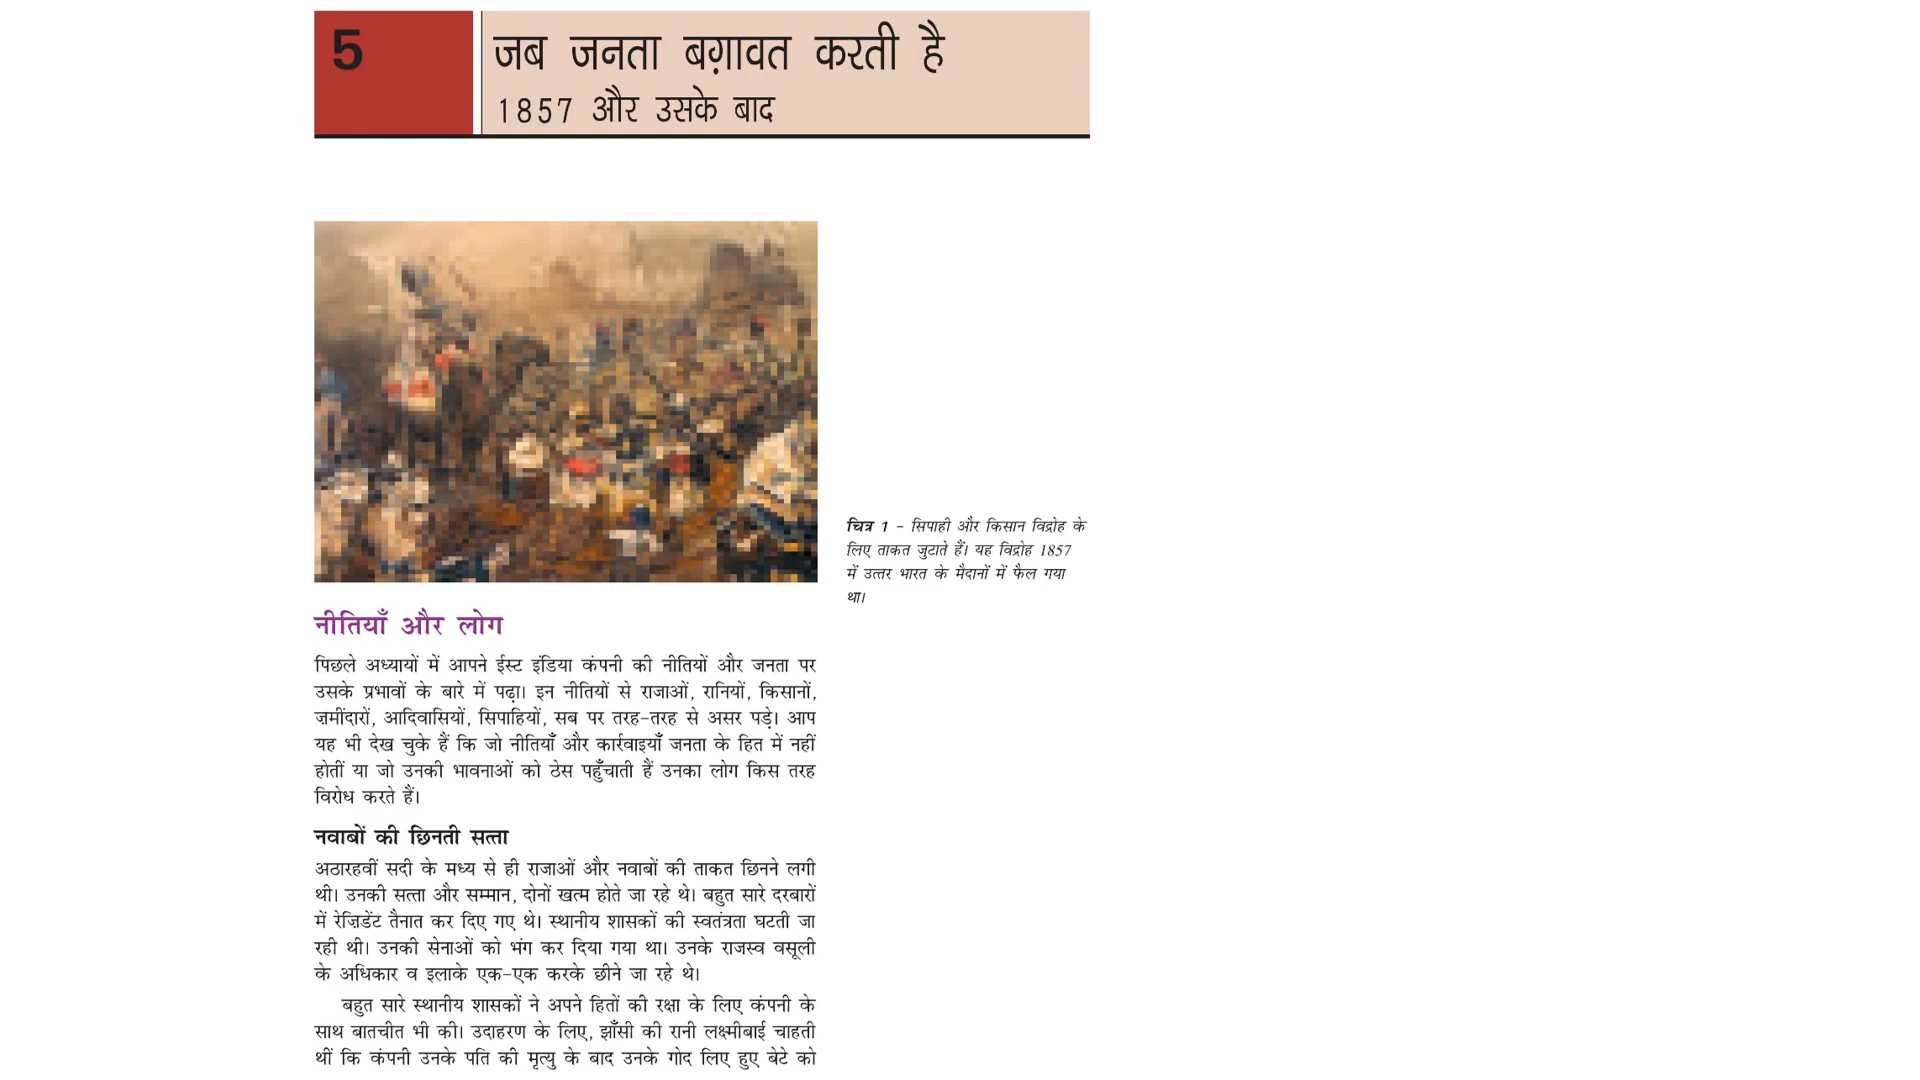 5
जब जनता बग़ावत करती है
1857 और उसके बाद
चित्र 1 – सिपाही और किसान विद्रोह के
लिए ताकत जुटाते हैं। यह विद्रोह 1857
में उत्तर भारत के मैदानों में फैल गया
था।
नीतियाँ और लोग
पिछले अध्यायों में आपने ईस्ट इंडिया कंपनी की नीतियों और जनता पर
उसके प्रभावों के बारे में पढ़ा। इन नीतियों से राजाओं, रानियों, किसानों,
ज़मींदारों, आदिवासियों, सिपाहियों, सब पर तरह-तरह से असर पड़े। आप
यह भी देख चुके हैं कि जो नीतियाँ और कार्रवाइयाँ जनता के हित में नहीं
होतीं या जो उनकी भावनाओं को ठेस पहुँचाती हैं उनका लोग किस तरह
विरोध करते हैं।
नवाबों की छिनती सत्ता
अठारहवीं सदी के मध्य से ही राजाओं और नवाबों की ताकत छिनने लगी
थी। उनकी सत्ता और सम्मान, दोनों खत्म होते जा रहे थे। बहुत सारे दरबारों
में रेज़िडेंट तैनात कर दिए गए थे। स्थानीय शासकों की स्वतंत्रता घटती जा
रही थी। उनकी सेनाओं को भंग कर दिया गया था। उनके राजस्व वसूली
के अधिकार व इलाके एक-एक करके छीने जा रहे थे।
बहुत सारे स्थानीय शासकों ने अपने हितों की रक्षा के लिए कंपनी के
साथ बातचीत भी की। उदाहरण के लिए, झाँसी की रानी लक्ष्मीबाई चाहती
थीं कि कंपनी उनके पति की मृत्यु के बाद उनके गोद लिए हुए बेटे को